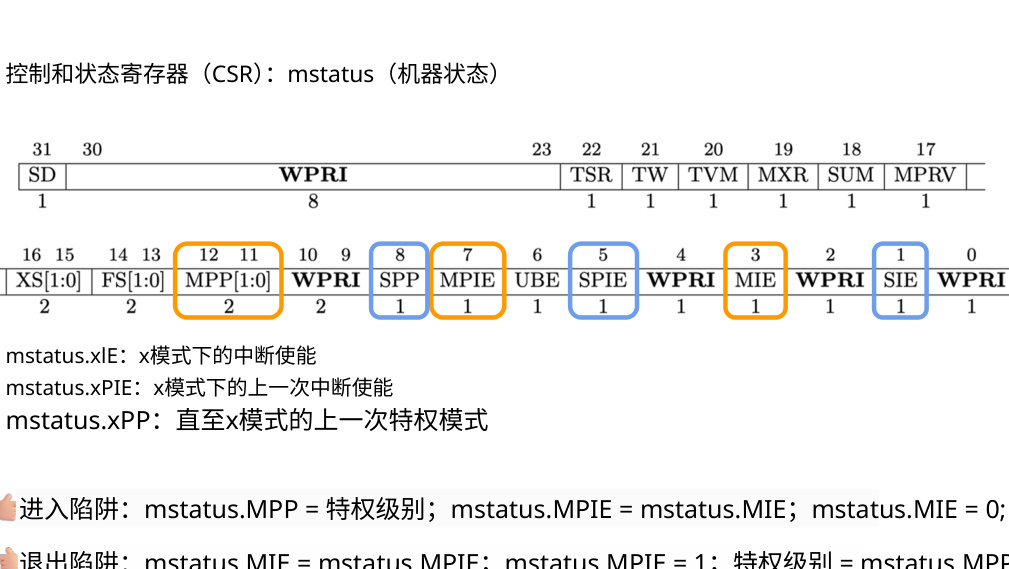 控制和状态寄存器（CSR）：mstatus（机器状态）
31 30 23 22 21 20 19 18 17
SD WPRI TSR TW TVM MXR SUM MPRV
1 8 1 1 1 1 1 1
16 15 14 13 12 11 10 9 8 7 6 5 4 3 2 1 0
XS[1:0] FS[1:0] MPP[1:0] WPRI SPP MPIE UBE SPIE WPRI MIE WPRI SIE WPRI
2 2 2 2 1 1 1 1 1 1 1 1 1
mstatus.xlE：x模式下的中断使能
mstatus.xPIE：x模式下的上一次中断使能
mstatus.xPP：直至x模式的上一次特权模式
👍进入陷阱：mstatus.MPP = 特权级别；mstatus.MPIE = mstatus.MIE；mstatus.MIE = 0;
👍退出陷阱：mstatus.MIE = mstatus.MPIE；mstatus.MPIE = 1；特权级别 = mstatus.MPP